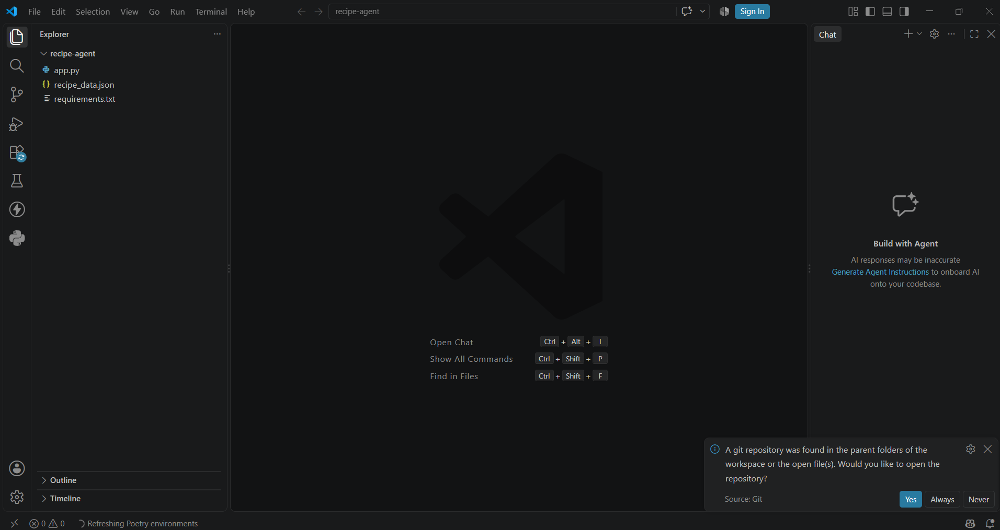 File Edit Selection View Go Run Terminal Help
recipe-agent
Sign In
Explorer
recipe-agent
app.py
{} recipe_data.json
requirements.txt
Open Chat Ctrl + Alt + I
Show All Commands Ctrl + Shift + P
Find in Files Ctrl + Shift + F
Chat
Build with Agent
AI responses may be inaccurate
Generate Agent Instructions to onboard AI
onto your codebase.
A git repository was found in the parent folders of the
workspace or the open file(s). Would you like to open the
repository?
Source: Git
Yes Always Never
Outline
Timeline
0 0 Refreshing Poetry environments